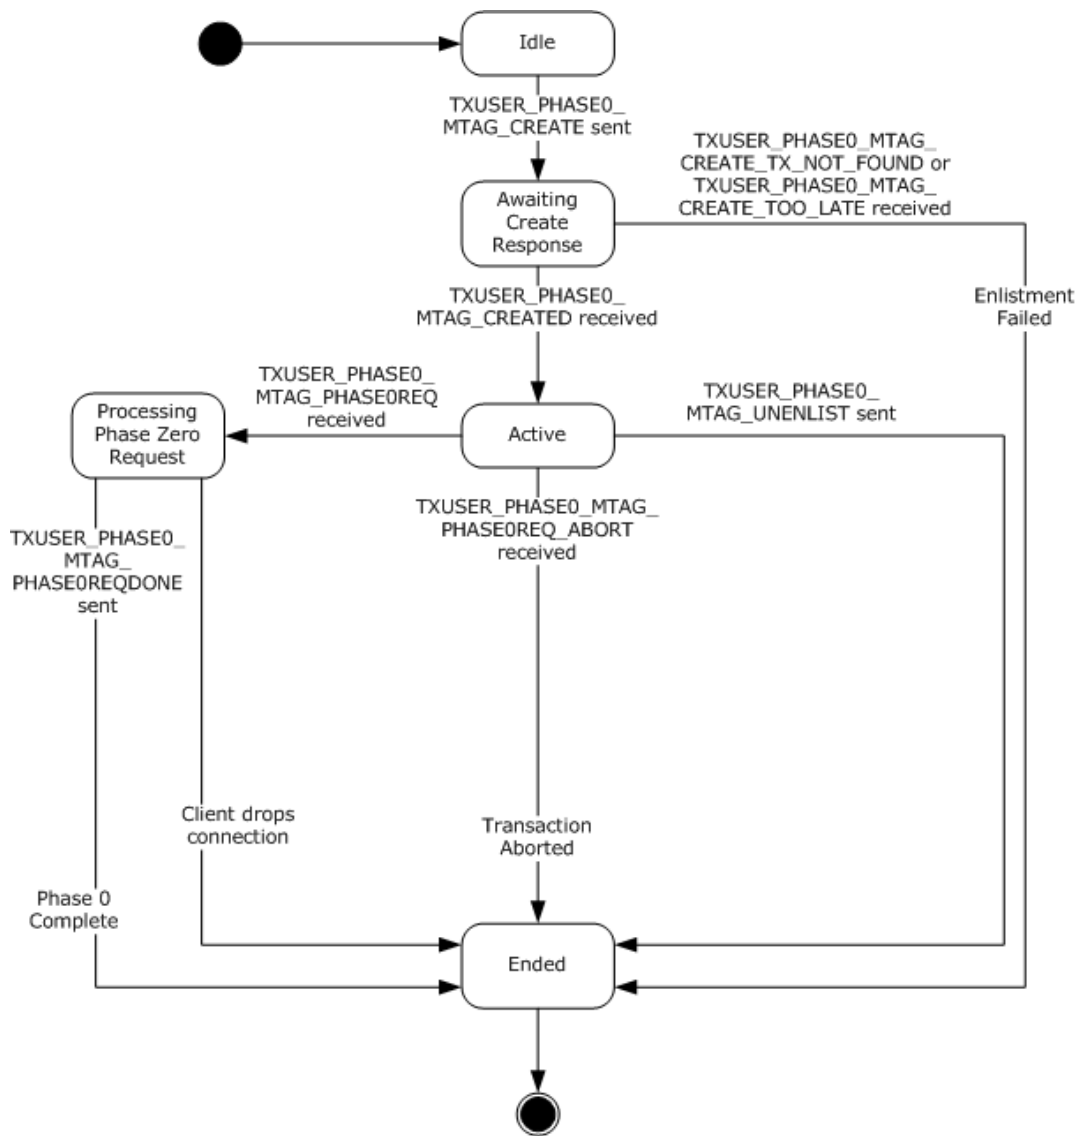 Idle
TXUSER_PHASE0_
MTAG_CREATE sent
TXUSER_PHASE0_MTAG_
CREATE_TX_NOT_FOUND or
TXUSER_PHASE0_MTAG_
CREATE_TOO_LATE received
Awaiting
Create
Response
TXUSER_PHASE0_
MTAG_CREATED received
Enlistment
Failed
TXUSER_PHASE0_
MTAG_PHASE0REQ
received
TXUSER_PHASE0_
MTAG_UNENLIST sent
Processing
Phase Zero
Request
Active
TXUSER_PHASE0_MTAG_
PHASE0REQ_ABORT
received
TXUSER_PHASE0_
MTAG_
PHASE0REQDONE
sent
Client drops
connection
Transaction
Aborted
Phase 0
Complete
Ended